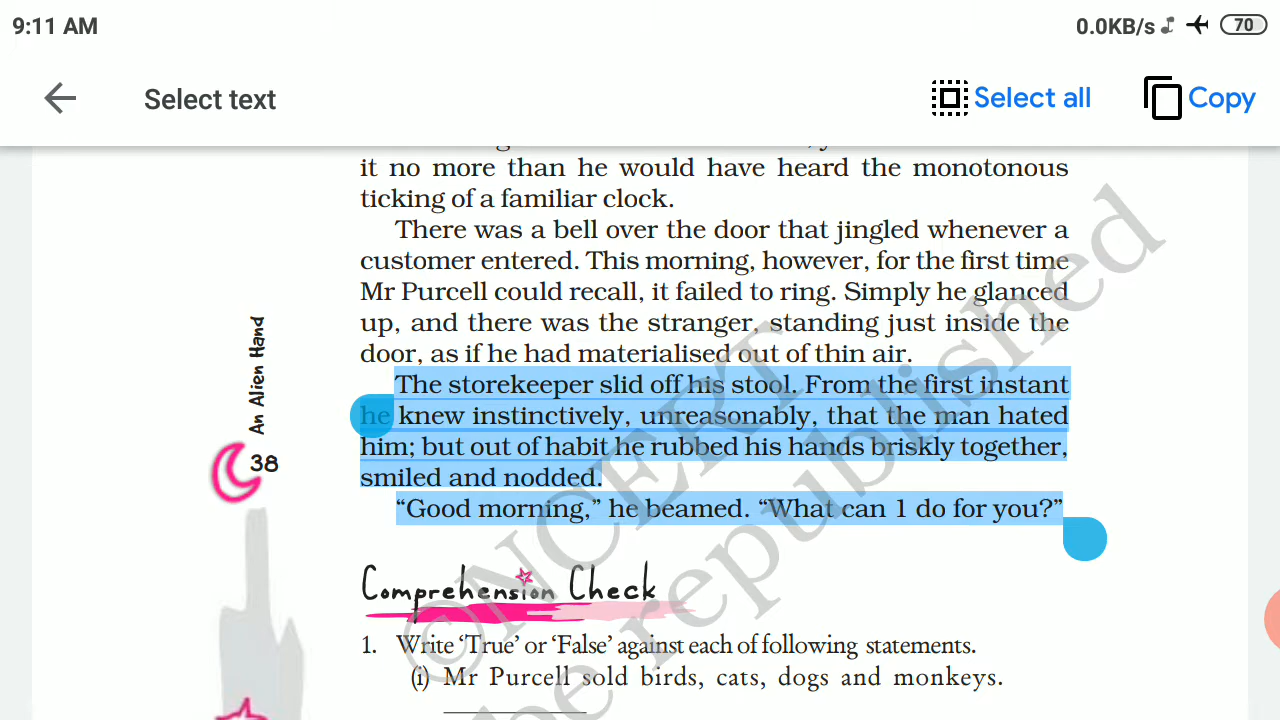 9:11 AM
0.0KB/s
70
Select text
Select all
Copy
it no more than he would have heard the monotonous
ticking of a familiar clock.
There was a bell over the door that jingled whenever a
customer entered. This morning, however, for the first time
Mr Purcell could recall, it failed to ring. Simply he glanced
up, and there was the stranger, standing just inside the
door, as if he had materialised out of thin air.
The storekeeper slid off his stool. From the first instant
he knew instinctively, unreasonably, that the man hated
him; but out of habit he rubbed his hands briskly together,
smiled and nodded.
“Good morning,” he beamed. “What can 1 do for you?”
An Alien Hand
38
Comprehension Check
1. Write ‘True’ or ‘False’ against each of following statements.
(i) Mr Purcell sold birds, cats, dogs and monkeys.
©NCERT
be republished